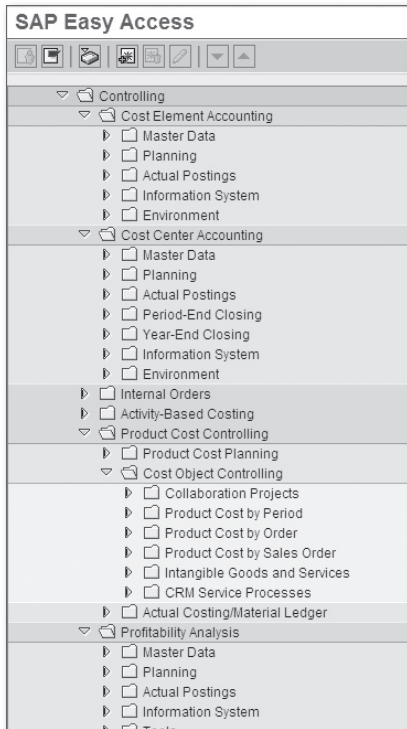 SAP Easy Access
Controlling
Cost Element Accounting
Master Data
Planning
Actual Postings
Information System
Environment
Cost Center Accounting
Master Data
Planning
Actual Postings
Period-End Closing
Year-End Closing
Information System
Environment
Internal Orders
Activity-Based Costing
Product Cost Controlling
Product Cost Planning
Cost Object Controlling
Collaboration Projects
Product Cost by Period
Product Cost by Order
Product Cost by Sales Order
Intangible Goods and Services
CRM Service Processes
Actual Costing/Material Ledger
Profitability Analysis
Master Data
Planning
Actual Postings
Information System